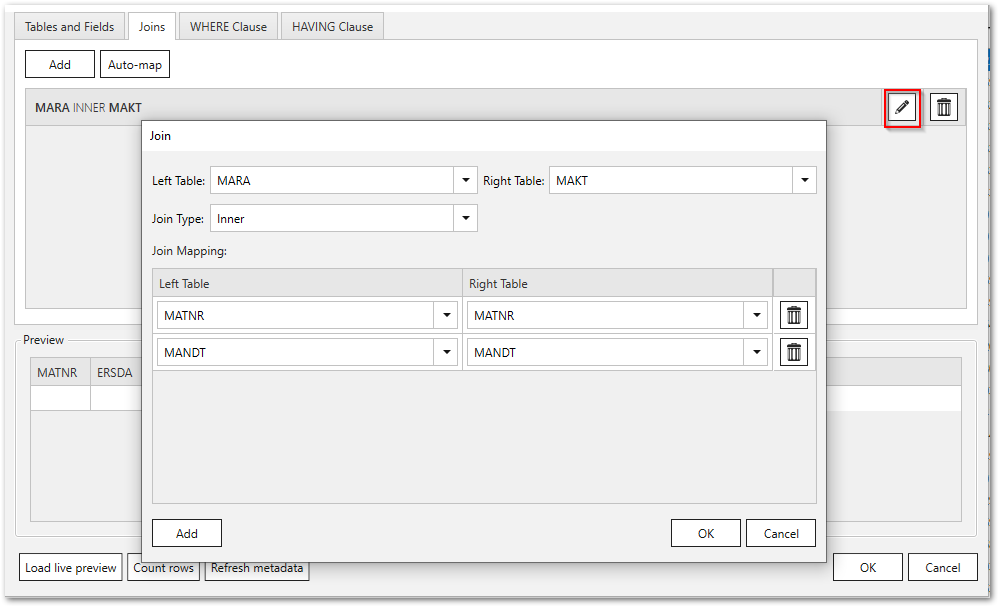 Tables and Fields Joins WHERE Clause HAVING Clause
Add Auto-map
MARA INNER MAKT
Join
Left Table: MARA Right Table: MAKT
Join Type: Inner
Join Mapping:
Left Table Right Table
MATNR MATNR
MANDT MANDT
Add OK Cancel
Preview
MATNR ERSDA
Load live preview Count rows Refresh metadata OK Cancel